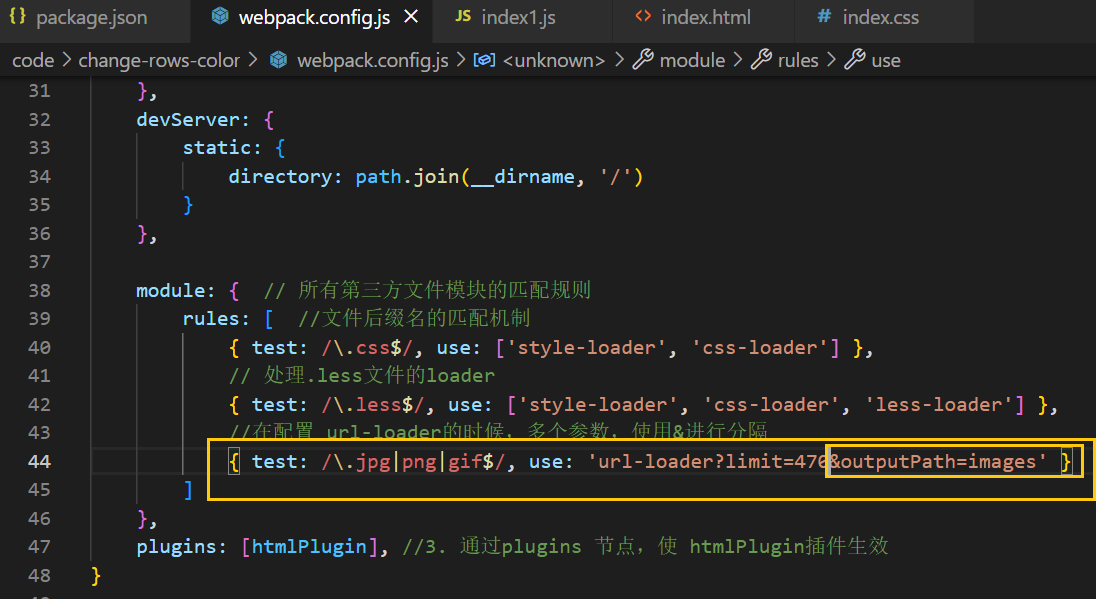 {} package.json webpack.config.js × JS index1.js <> index.html # index.css
code > change-rows-color > webpack.config.js > <unknown> > module > rules > use
31 },
32 devServer: {
33 static: {
34 directory: path.join(__dirname, '/')
35 }
36 },
37
38 module: { // 所有第三方文件模块的匹配规则
39 rules: [ //文件后缀名的匹配机制
40 { test: /\.css$/, use: ['style-loader', 'css-loader'] },
41 // 处理.less文件的loader
42 { test: /\.less$/, use: ['style-loader', 'css-loader', 'less-loader'] },
43 //在配置 url-loader的时候，多个参数，使用&进行分隔
44 { test: /\.jpg|png|gif$/, use: 'url-loader?limit=476&outputPath=images' }
45 ]
46 },
47 plugins: [htmlPlugin], //3. 通过plugins 节点，使 htmlPlugin插件生效
48 }